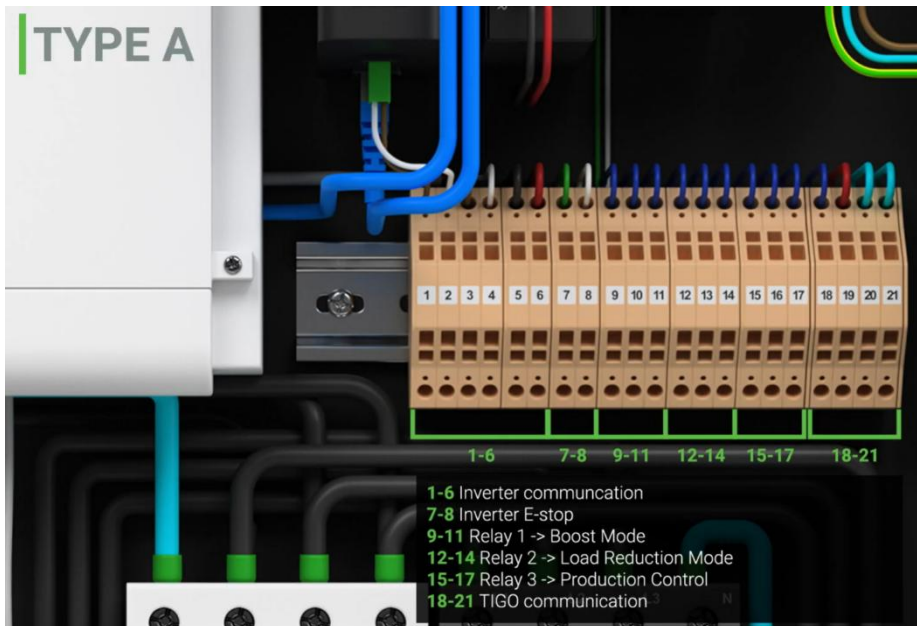 TYPE A
1 2 3 4 5 6 7 8 9 10 11 12 13 14 15 16 17 18 19 20 21
1-6 7-8 9-11 12-14 15-17 18-21
1-6 Inverter communcation
7-8 Inverter E-stop
9-11 Relay 1 -> Boost Mode
12-14 Relay 2 -> Load Reduction Mode
15-17 Relay 3 -> Production Control
18-21 TIGO communication
N